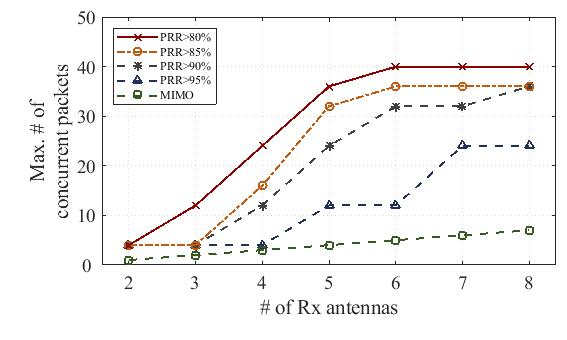 50
40
30
20
10
0
Max. # of
concurrent packets
PRR>80%
PRR>85%
PRR>90%
PRR>95%
MIMO
2 3 4 5 6 7 8
# of Rx antennas